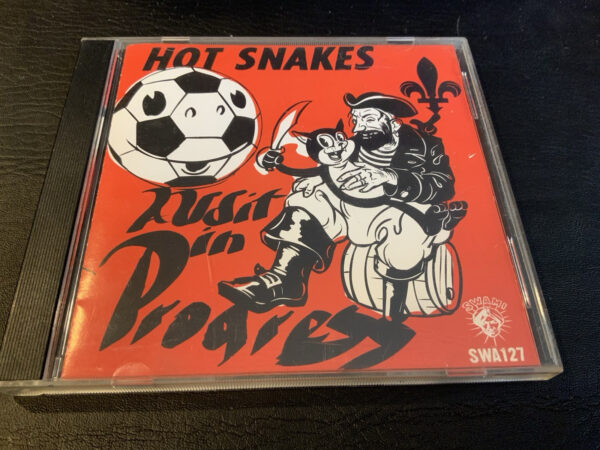 HOT SNAKES
Audit
in
Progress
SWAMI
SWA127